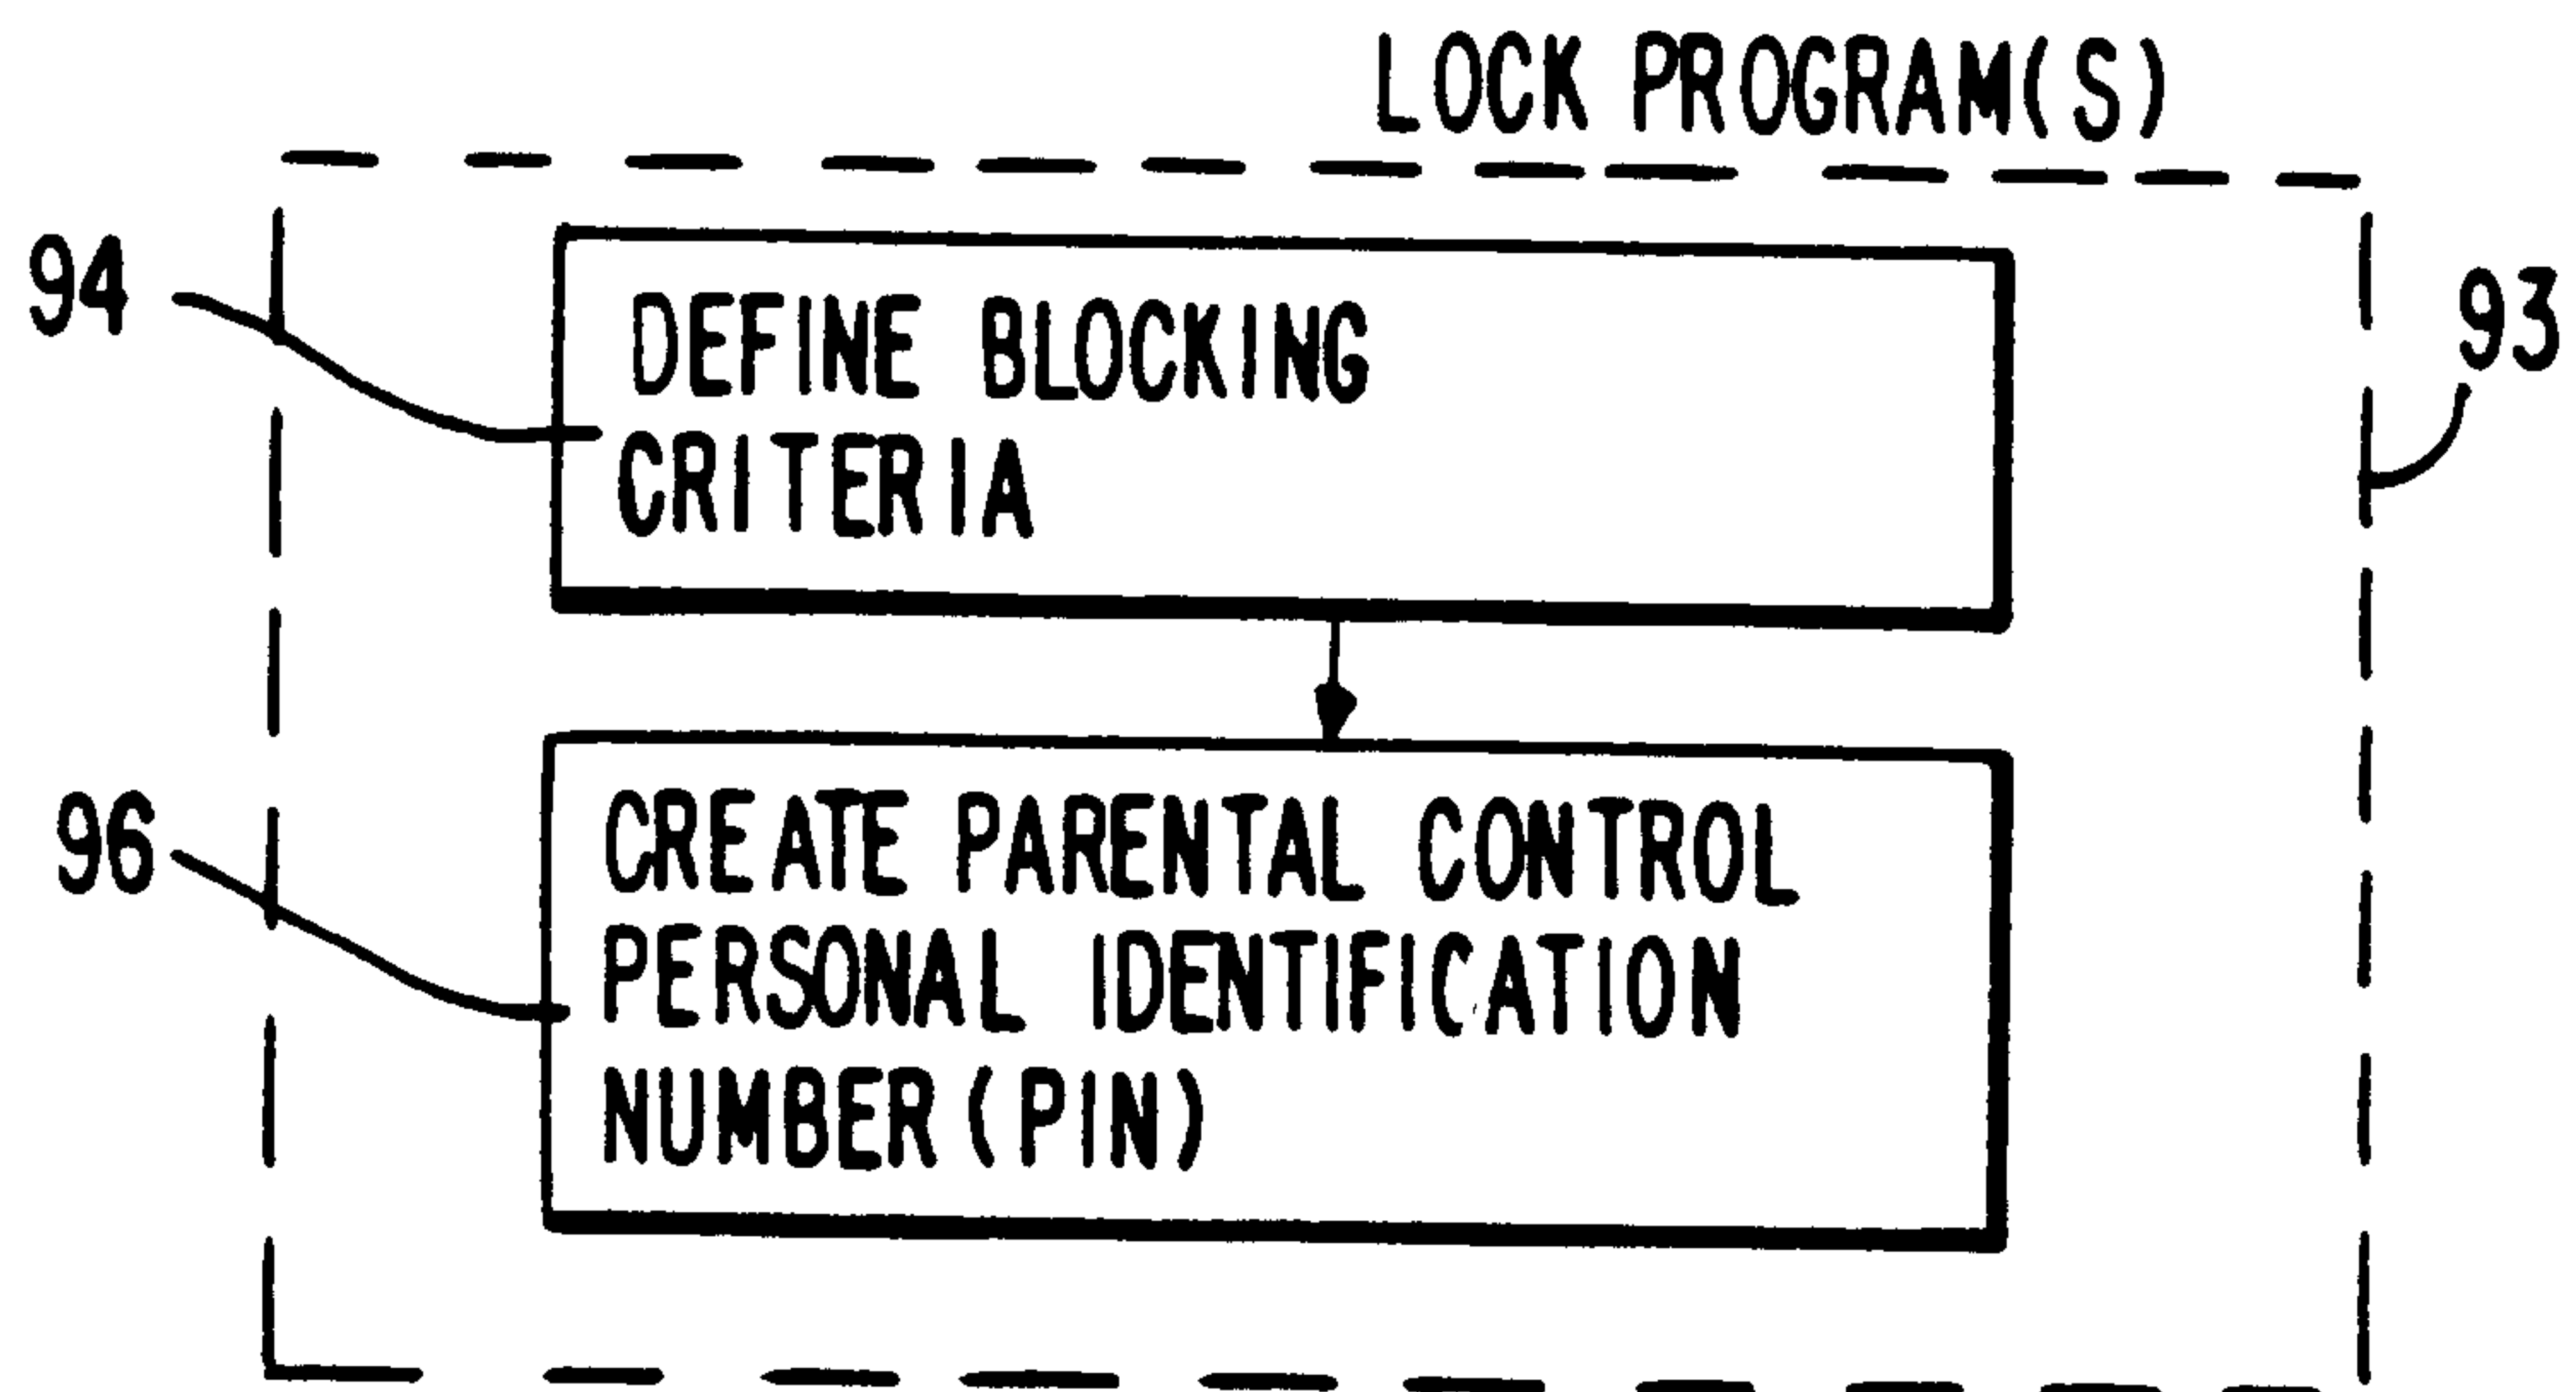 LOCK PROGRAM(S)
94
DEFINE BLOCKING
CRITERIA
93
96
CREATE PARENTAL CONTROL
PERSONAL IDENTIFICATION
NUMBER (PIN)